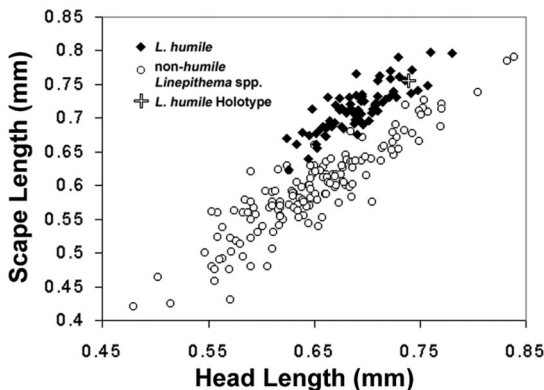 0.85
0.8
0.75
0.7
0.65
0.6
0.55
0.5
0.45
0.4
Scape Length (mm)
L. humile
non-humile
Linepithema spp.
L. humile Holotype
0.45 0.55 0.65 0.75 0.85
Head Length (mm)